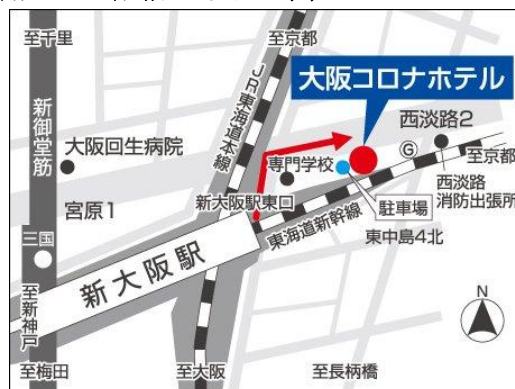 至千里
至京都
新御堂筋
JR東海道本線
大阪コロナホテル
西淡路2
G
至京都
大阪回生病院
専門学校
西淡路
消防出張所
宮原1
新大阪駅東口
駐車場
東海道新幹線
東中島4北
三国
新大阪駅
N
至新神戸
至梅田
至大阪
至長柄橋